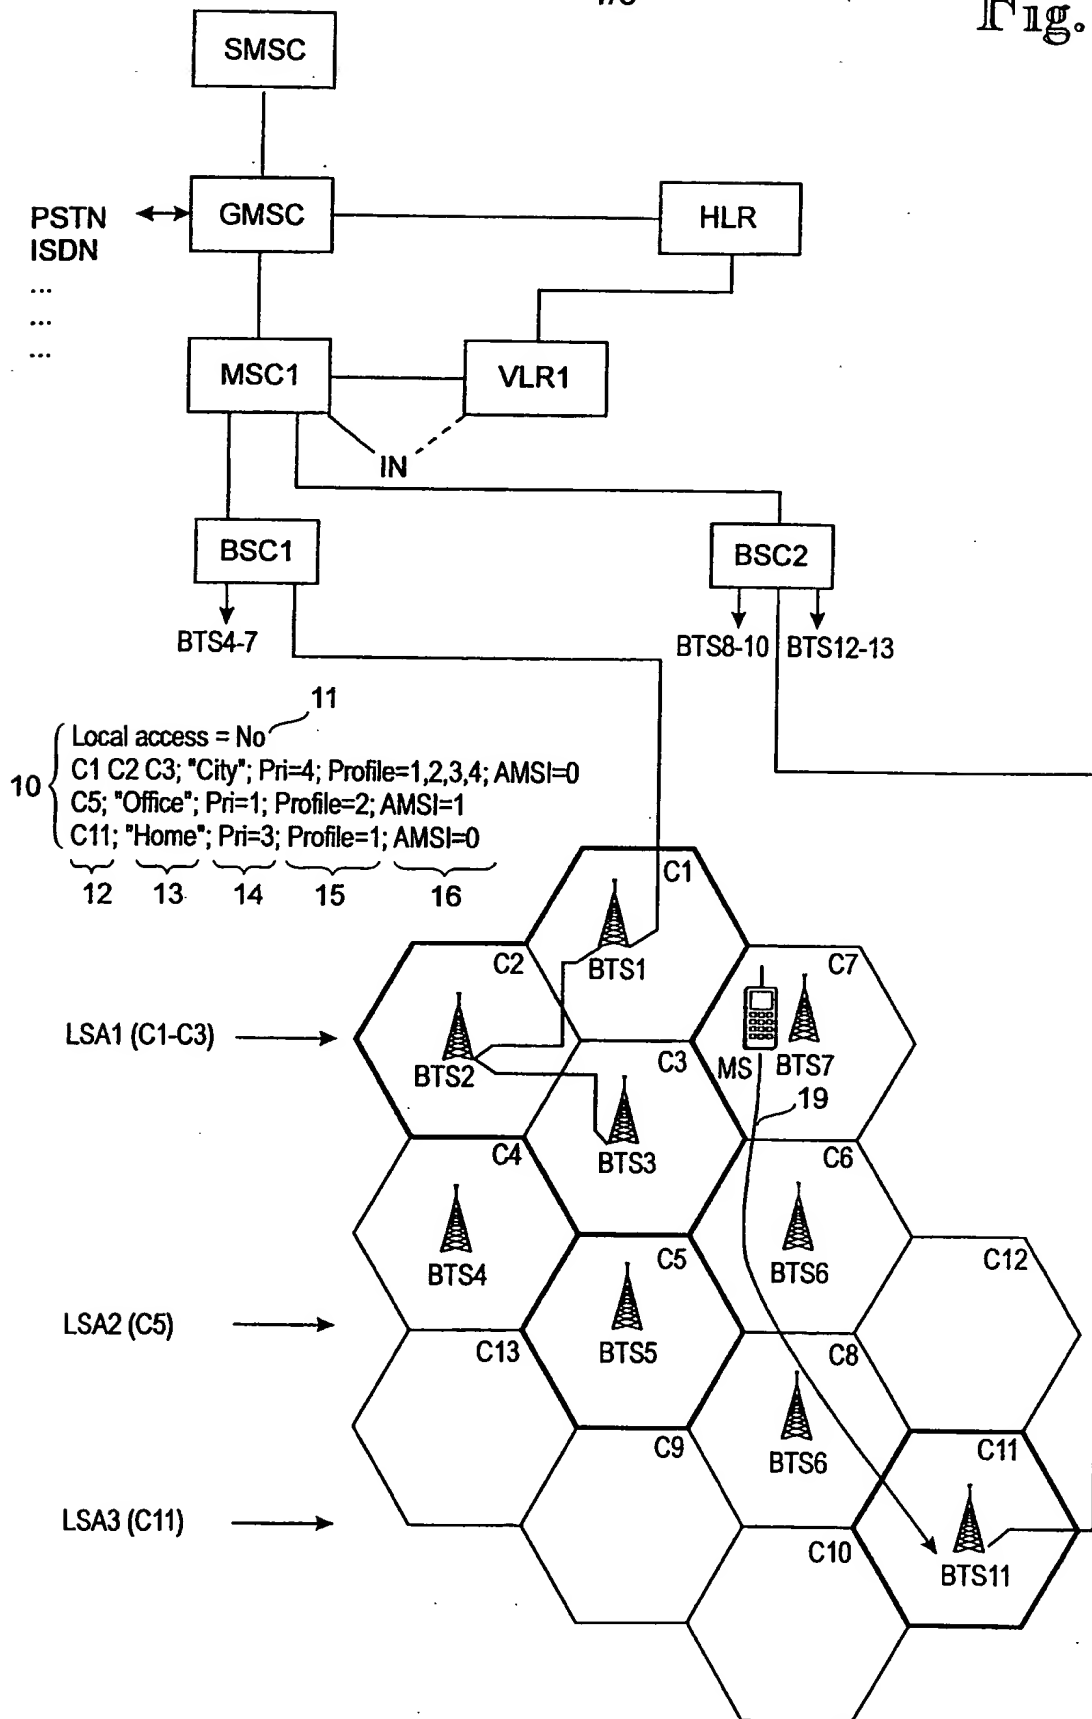 Fig.
SMSC
GMSC
HLR
PSTN
ISDN
...
...
...
MSC1
VLR1
IN
BSC1
BSC2
BTS4-7
BTS8-10
BTS12-13
11
10
Local access = No
C1 C2 C3; "City"; Pri=4; Profile=1,2,3,4; AMSI=0
C5; "Office"; Pri=1; Profile=2; AMSI=1
C11; "Home"; Pri=3; Profile=1; AMSI=0
12 13 14 15 16
C1
BTS1
C2
C7
LSA1 (C1-C3)
BTS2
C3
MS
BTS7
19
C4
BTS3
C6
C5
C12
BTS4
BTS6
LSA2 (C5)
C13
BTS5
C8
C9
BTS6
C11
LSA3 (C11)
C10
BTS11